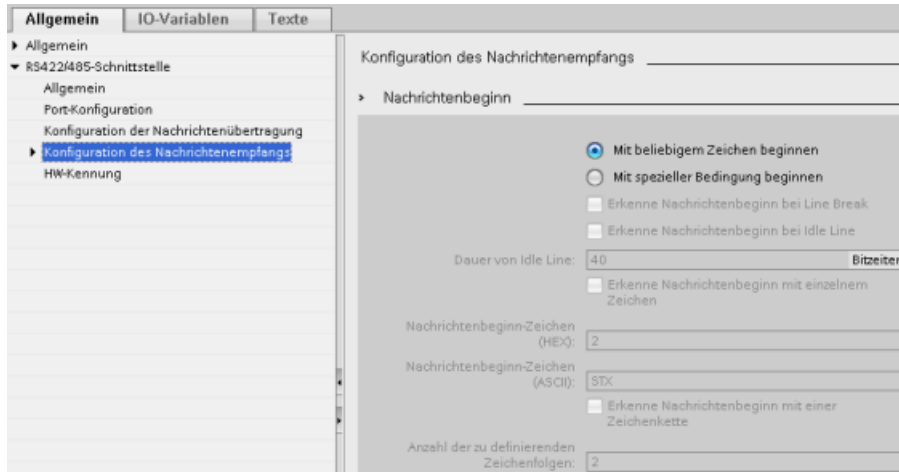 Allgemein
IO-Variablen
Texte
Allgemein
RS422/485-Schnittstelle
Allgemein
Port-Konfiguration
Konfiguration der Nachrichtenübertragung
Konfiguration des Nachrichtenempfangs
HW-Kennung
Konfiguration des Nachrichtenempfangs
Nachrichtenbeginn
Mit beliebigem Zeichen beginnen
Mit spezieller Bedingung beginnen
Erkenne Nachrichtenbeginn bei Line Break
Erkenne Nachrichtenbeginn bei Idle Line
Dauer von Idle Line: 40 Bitzeiten
Erkenne Nachrichtenbeginn mit einzelnem
Zeichen
Nachrichtenbeginn-Zeichen
(HEX): 2
Nachrichtenbeginn-Zeichen
(ASCII): STX
Erkenne Nachrichtenbeginn mit einer
Zeichenkette
Anzahl der zu definierenden
Zeichenfolgen: 2